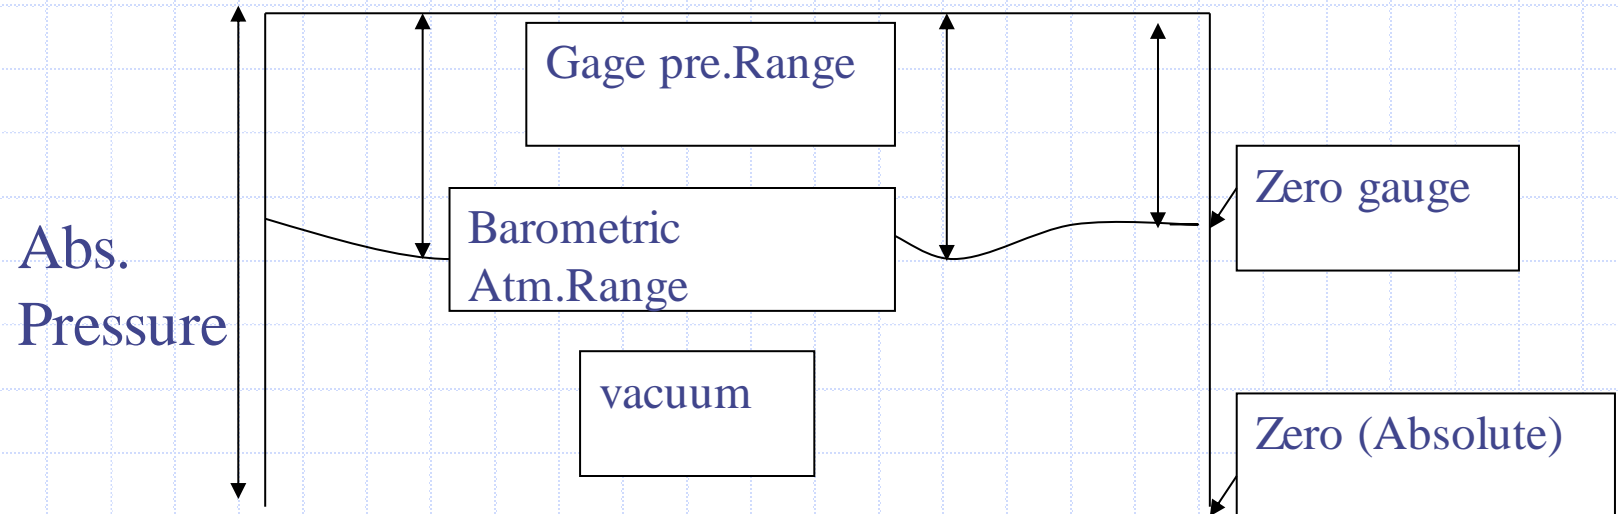 Gage pre.Range
Zero gauge
Barometric
Atm.Range
Abs.
Pressure
vacuum
Zero (Absolute)